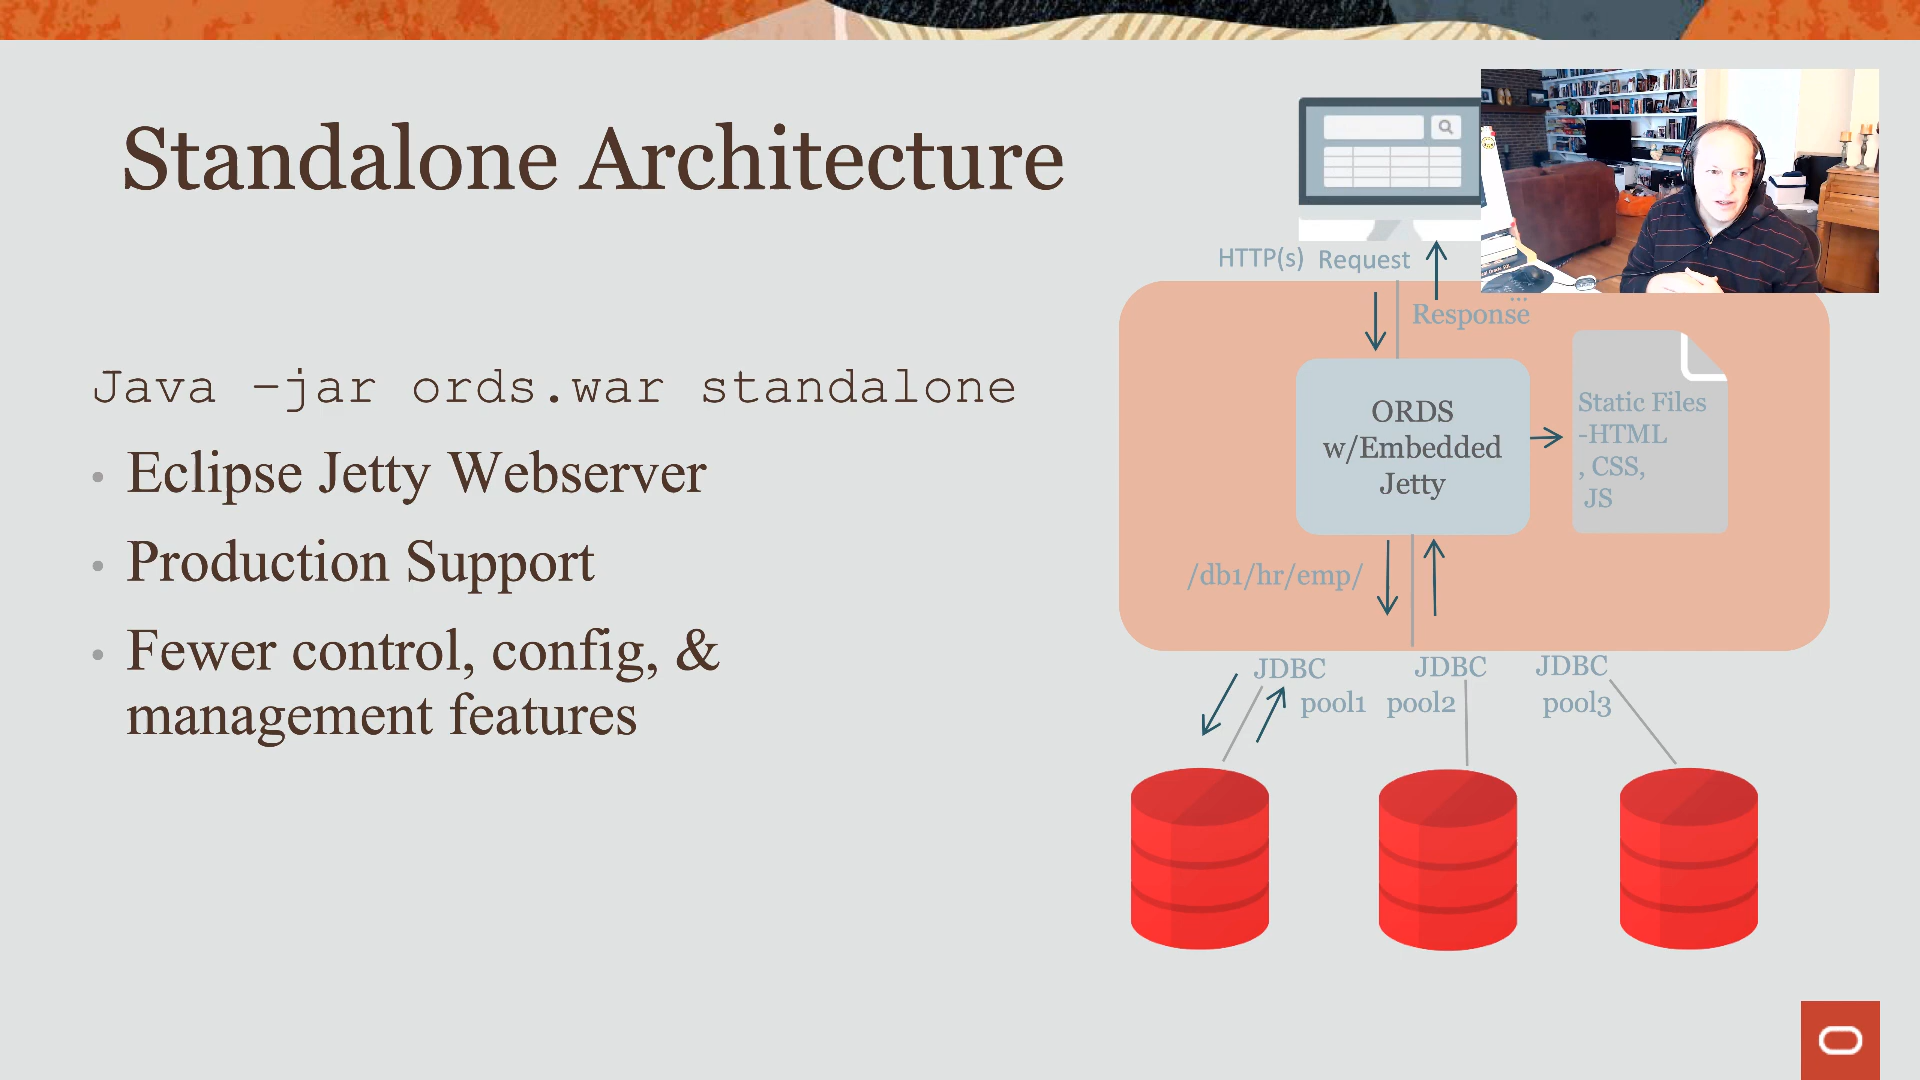 Standalone Architecture
Java –jar ords.war standalone
• Eclipse Jetty Webserver
• Production Support
• Fewer control, config, &
management features
HTTP(s) Request
...
Response
ORDS
w/Embedded
Jetty
Static Files
-HTML
, CSS,
JS
/db1/hr/emp/
JDBC
pool1
JDBC
pool2
JDBC
pool3